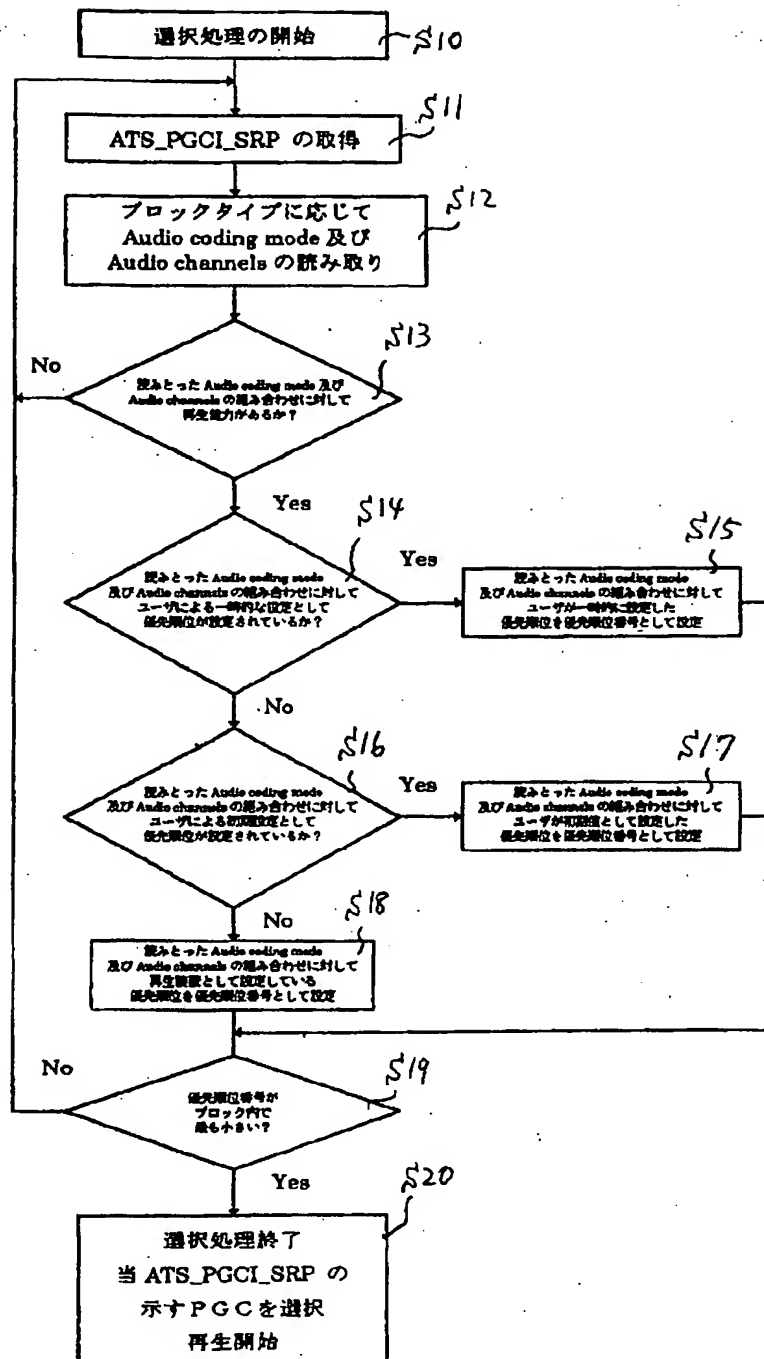 選択処理の開始
S10
S11
ATS_PGCI_SRP の取得
S12
ブロックタイプに応じて
Audio coding mode 及び
Audio channels の読み取り
S13
No
読みとった Audio coding mode 及び
Audio channels の組み合わせに対して
再生能力があるか?
Yes
S14
読みとった Audio coding mode
及び Audio channels の組み合わせに対して
ユーザによる一時的な設定として
優先順位が設定されているか?
Yes
S15
読みとった Audio coding mode
及び Audio channels の組み合わせに対して
ユーザが一時的に設定した
優先順位を優先順位番号として設定
No
S16
読みとった Audio coding mode
及び Audio channels の組み合わせに対して
ユーザによる初期設定として
優先順位が設定されているか?
Yes
S17
読みとった Audio coding mode
及び Audio channels の組み合わせに対して
ユーザが初期値として設定した
優先順位を優先順位番号として設定
No
S18
読みとった Audio coding mode
及び Audio channels の組み合わせに対して
再生装置として設定している
優先順位を優先順位番号として設定
No
S19
優先順位番号が
ブロック内で
最も小さい?
Yes
S20
選択処理終了
当 ATS_PGCI_SRP の
示すPGCを選択
再生開始